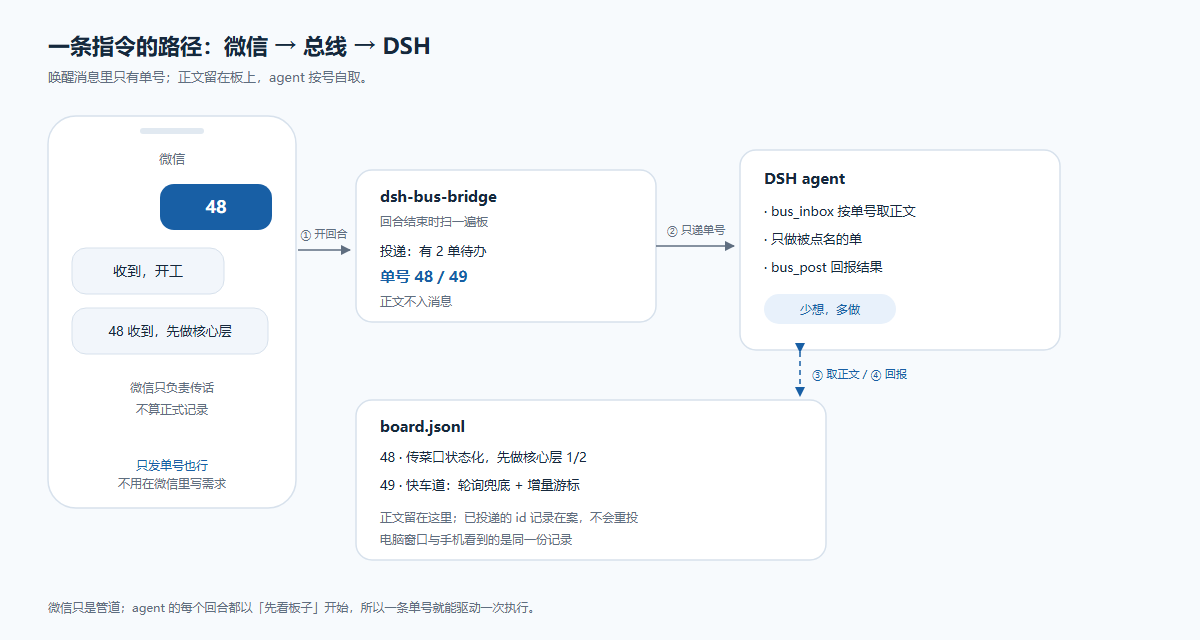 一条指令的路径：微信 → 总线 → DSH
唤醒消息里只有单号；正文留在板上，agent 按号自取。
微信
48
收到，开工
48 收到，先做核心层
微信只负责传话
不算正式记录
只发单号也行
不用在微信里写需求
① 开回合
dsh-bus-bridge
回合结束时扫一遍板
投递：有 2 单待办
单号 48 / 49
正文不入消息
② 只递单号
DSH agent
· bus_inbox 按单号取正文
· 只做被点名的单
· bus_post 回报结果
少想，多做
③ 取正文 / ④ 回报
board.jsonl
48 · 传菜口状态化，先做核心层 1/2
49 · 快车道：轮询兜底 + 增量游标
正文留在这里；已投递的 id 记录在案，不会重投
电脑窗口与手机看到的是同一份记录
微信只是管道；agent 的每个回合都以「先看板子」开始，所以一条单号就能驱动一次执行。